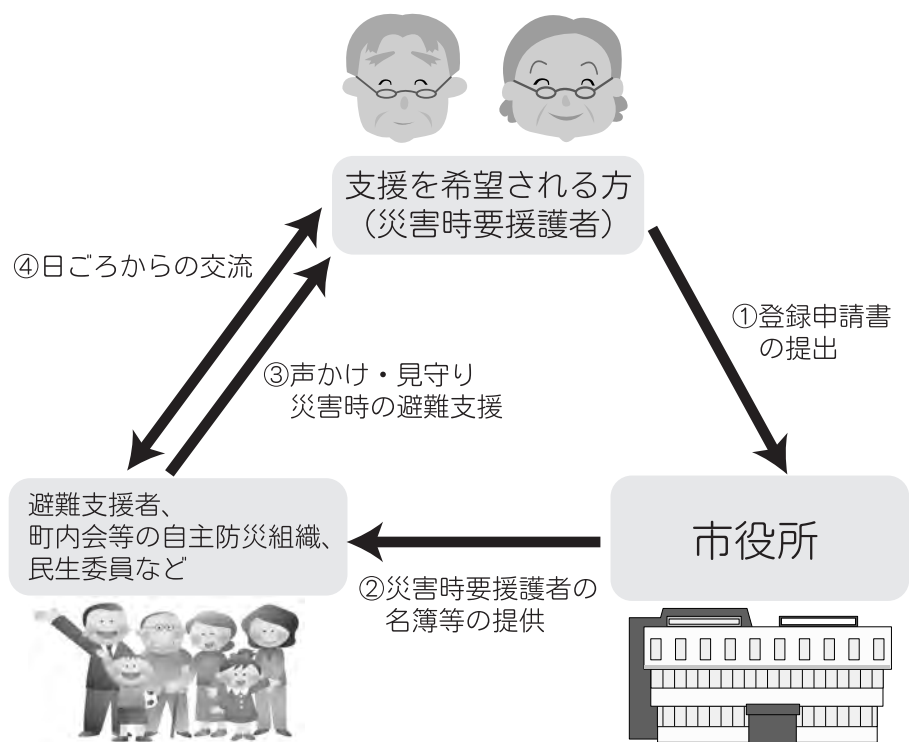 支援を希望される方
（災害時要援護者）
④日ごろからの交流
①登録申請書
の提出
③声かけ・見守り
災害時の避難支援
避難支援者、
町内会等の自主防災組織、
民生委員など
市役所
②災害時要援護者の
名簿等の提供